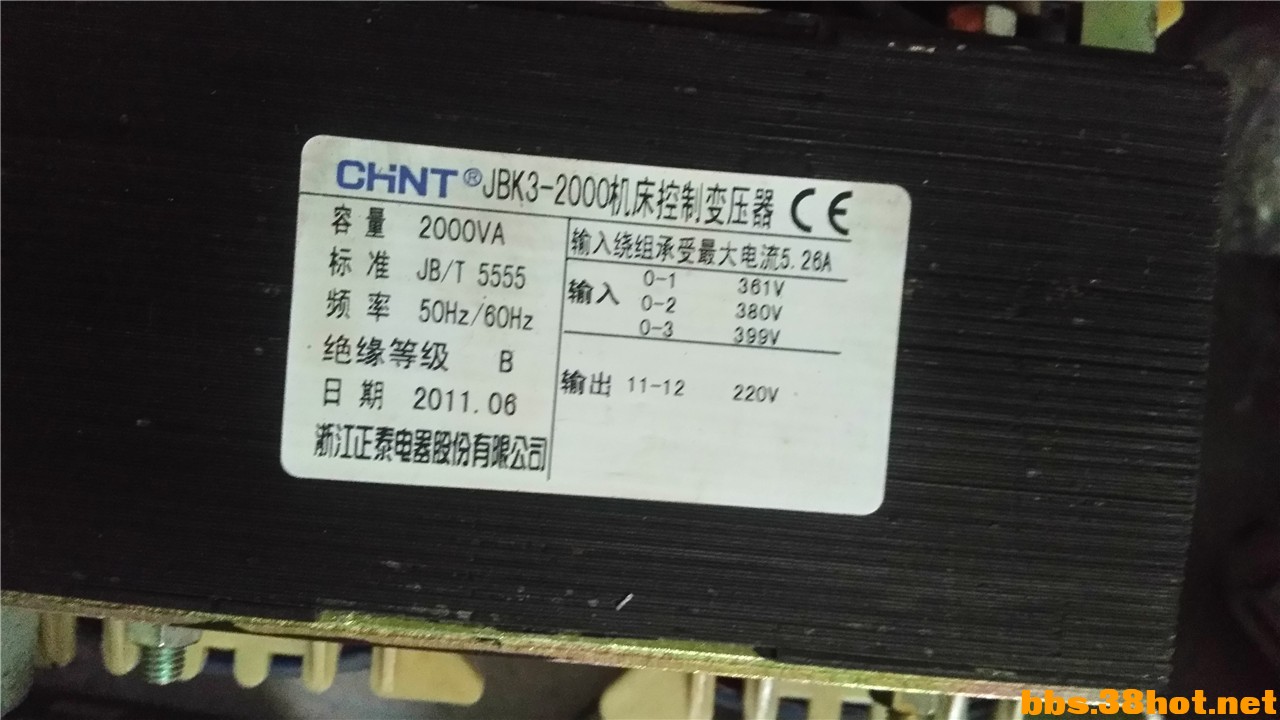 CHNT®JBK3-2000机床控制变压器 CE
容量 2000VA
标准 JB/T 5555
频率 50Hz/60Hz
绝缘等级 B
日期 2011.06
浙江正泰电器股份有限公司
输入绕组承受最大电流5.26A
输入
0-1 361V
0-2 380V
0-3 399V
输出 11-12 220V
bbs.38hot.net